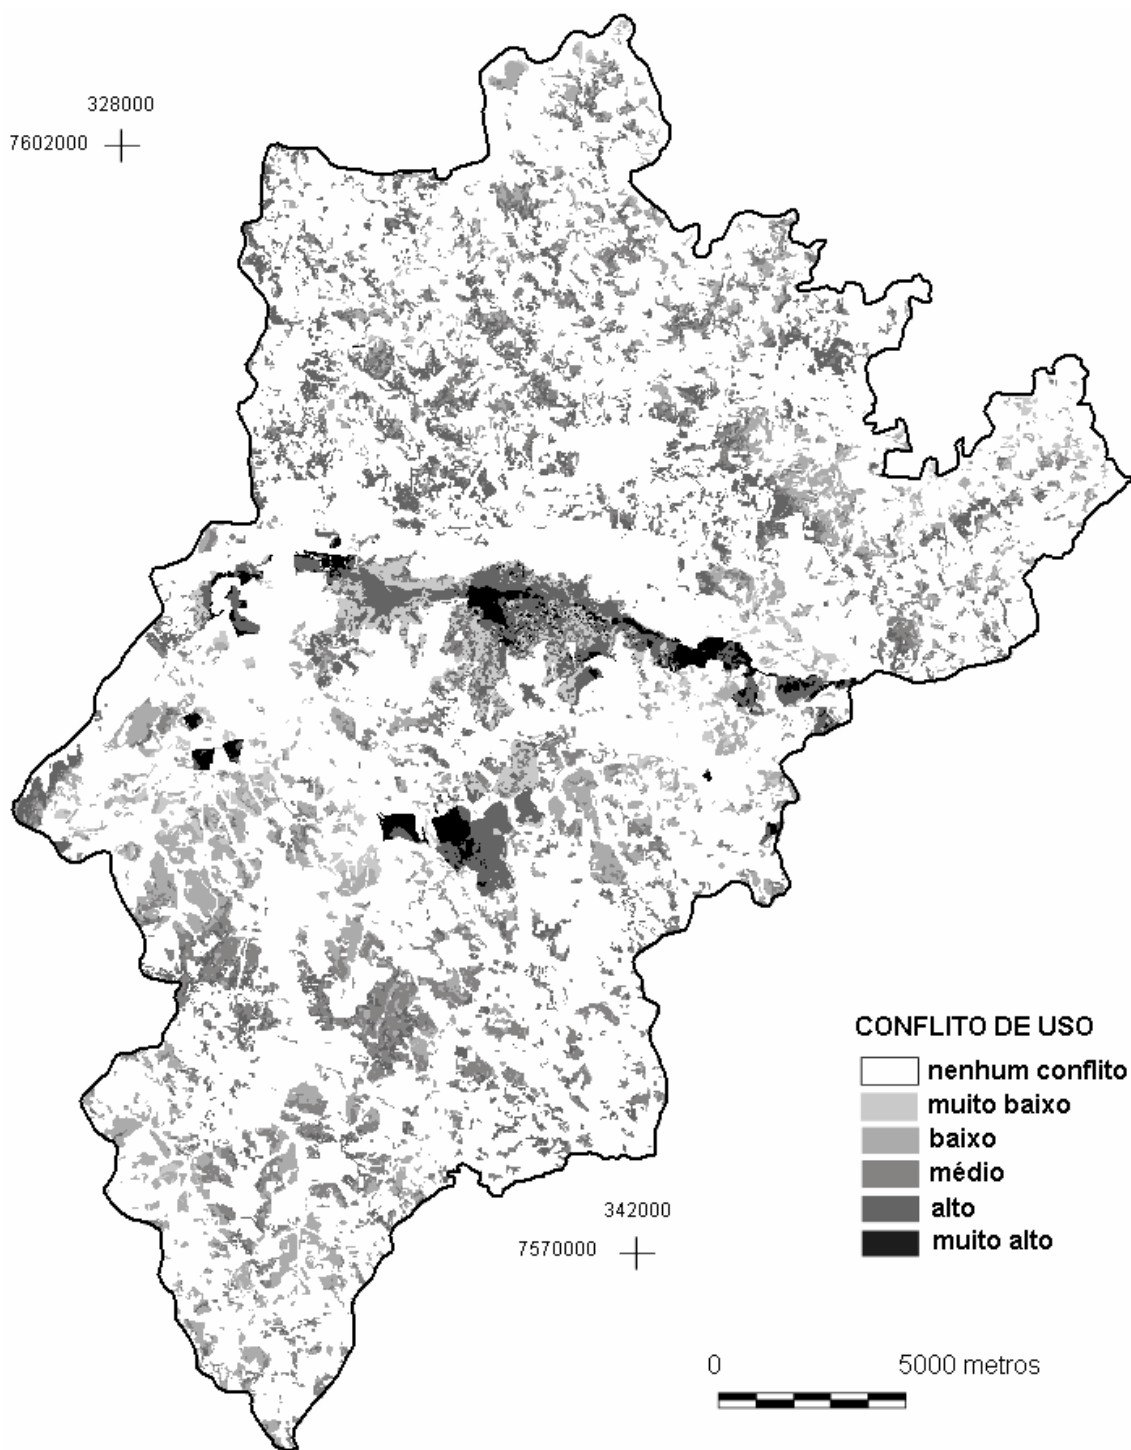 328000
7602000
CONFLITO DE USO
nenhum conflito
muito baixo
baixo
médio
alto
muito alto
342000
7570000
0 5000 metros